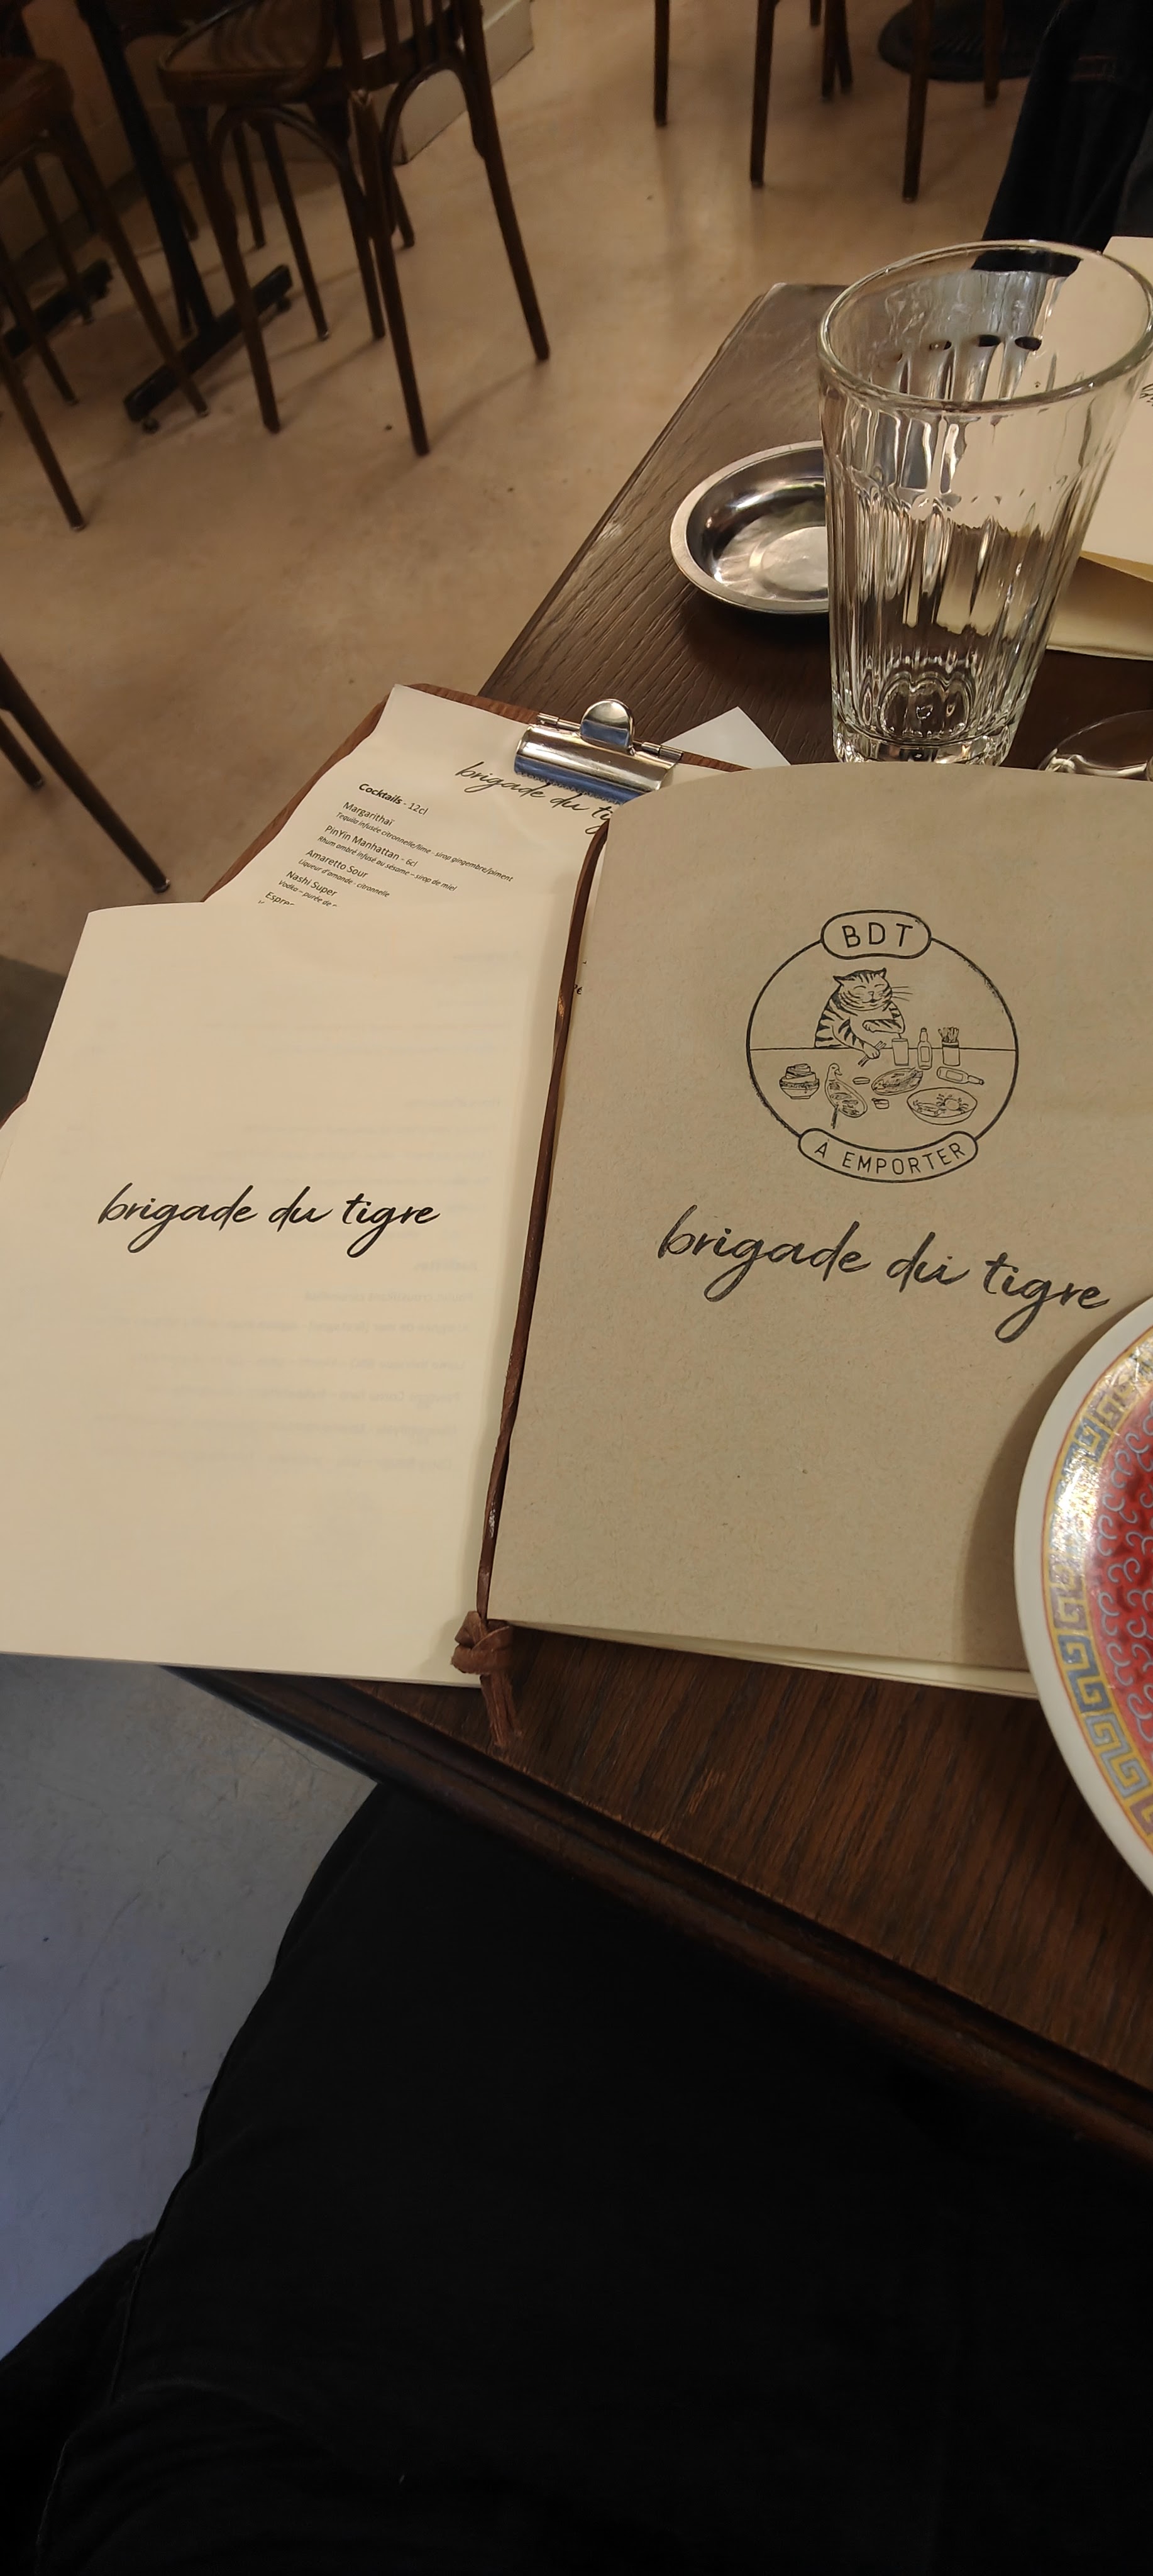 brigade du
Cocktails - 12cl
Margarithaï
Tequila infusée citronnelle/lime - sirop gingembre/piment
PinYin Manhattan - 6cl
Rhum ambré infusé au sésame - sirop de miel
Amaretto Sour
Liqueur d'amande - citronnelle
Nashi Super
Vodka - purée de
brigade du tigre
BDT
A EMPORTER
brigade du tigre